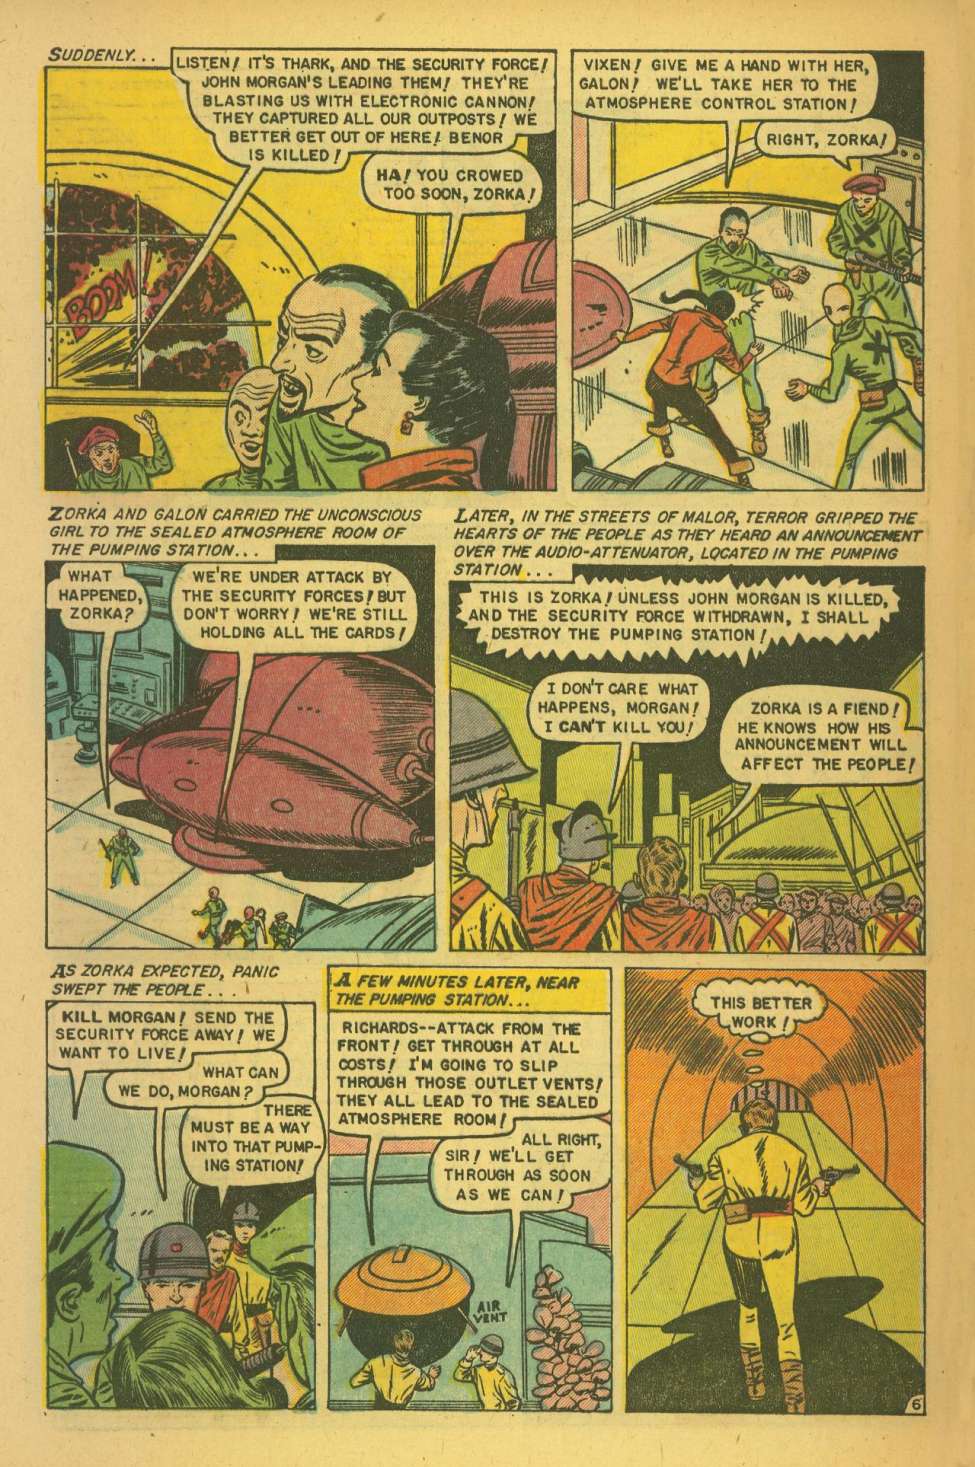 SUDDENLY...
LISTEN! IT'S THARK, AND THE SECURITY FORCE!
JOHN MORGAN'S LEADING THEM! THEY'RE
BLASTING US WITH ELECTRONIC CANNON!
THEY CAPTURED ALL OUR OUTPOSTS! WE
BETTER GET OUT OF HERE! BENOR
IS KILLED!
HA! YOU CROWED
TOO SOON, ZORKA!
BOOM!
VIXEN! GIVE ME A HAND WITH HER,
GALON! WE'LL TAKE HER TO THE
ATMOSPHERE CONTROL STATION!
RIGHT, ZORKA!
ZORKA AND GALON CARRIED THE UNCONSCIOUS
GIRL TO THE SEALED ATMOSPHERE ROOM OF
THE PUMPING STATION...
WHAT
HAPPENED,
ZORKA?
WE'RE UNDER ATTACK BY
THE SECURITY FORCES! BUT
DON'T WORRY! WE'RE STILL
HOLDING ALL THE CARDS!
LATER, IN THE STREETS OF MALOR, TERROR GRIPPED THE
HEARTS OF THE PEOPLE AS THEY HEARD AN ANNOUNCEMENT
OVER THE AUDIO-ATTENUATOR, LOCATED IN THE PUMPING
STATION...
THIS IS ZORKA! UNLESS JOHN MORGAN IS KILLED,
AND THE SECURITY FORCE WITHDRAWN, I SHALL
DESTROY THE PUMPING STATION!
I DON'T CARE WHAT
HAPPENS, MORGAN!
I CAN'T KILL YOU!
ZORKA IS A FIEND!
HE KNOWS HOW HIS
ANNOUNCEMENT WILL
AFFECT THE PEOPLE!
AS ZORKA EXPECTED, PANIC
SWEPT THE PEOPLE...
KILL MORGAN! SEND THE
SECURITY FORCE AWAY! WE
WANT TO LIVE!
WHAT CAN
WE DO, MORGAN?
THERE
MUST BE A WAY
INTO THAT PUMP-
ING STATION!
A FEW MINUTES LATER, NEAR
THE PUMPING STATION...
RICHARDS--ATTACK FROM THE
FRONT! GET THROUGH AT ALL
COSTS! I'M GOING TO SLIP
THROUGH THOSE OUTLET VENTS!
THEY ALL LEAD TO THE SEALED
ATMOSPHERE ROOM!
ALL RIGHT,
SIR! WE'LL GET
THROUGH AS SOON
AS WE CAN!
AIR
VENT
THIS BETTER
WORK!
6